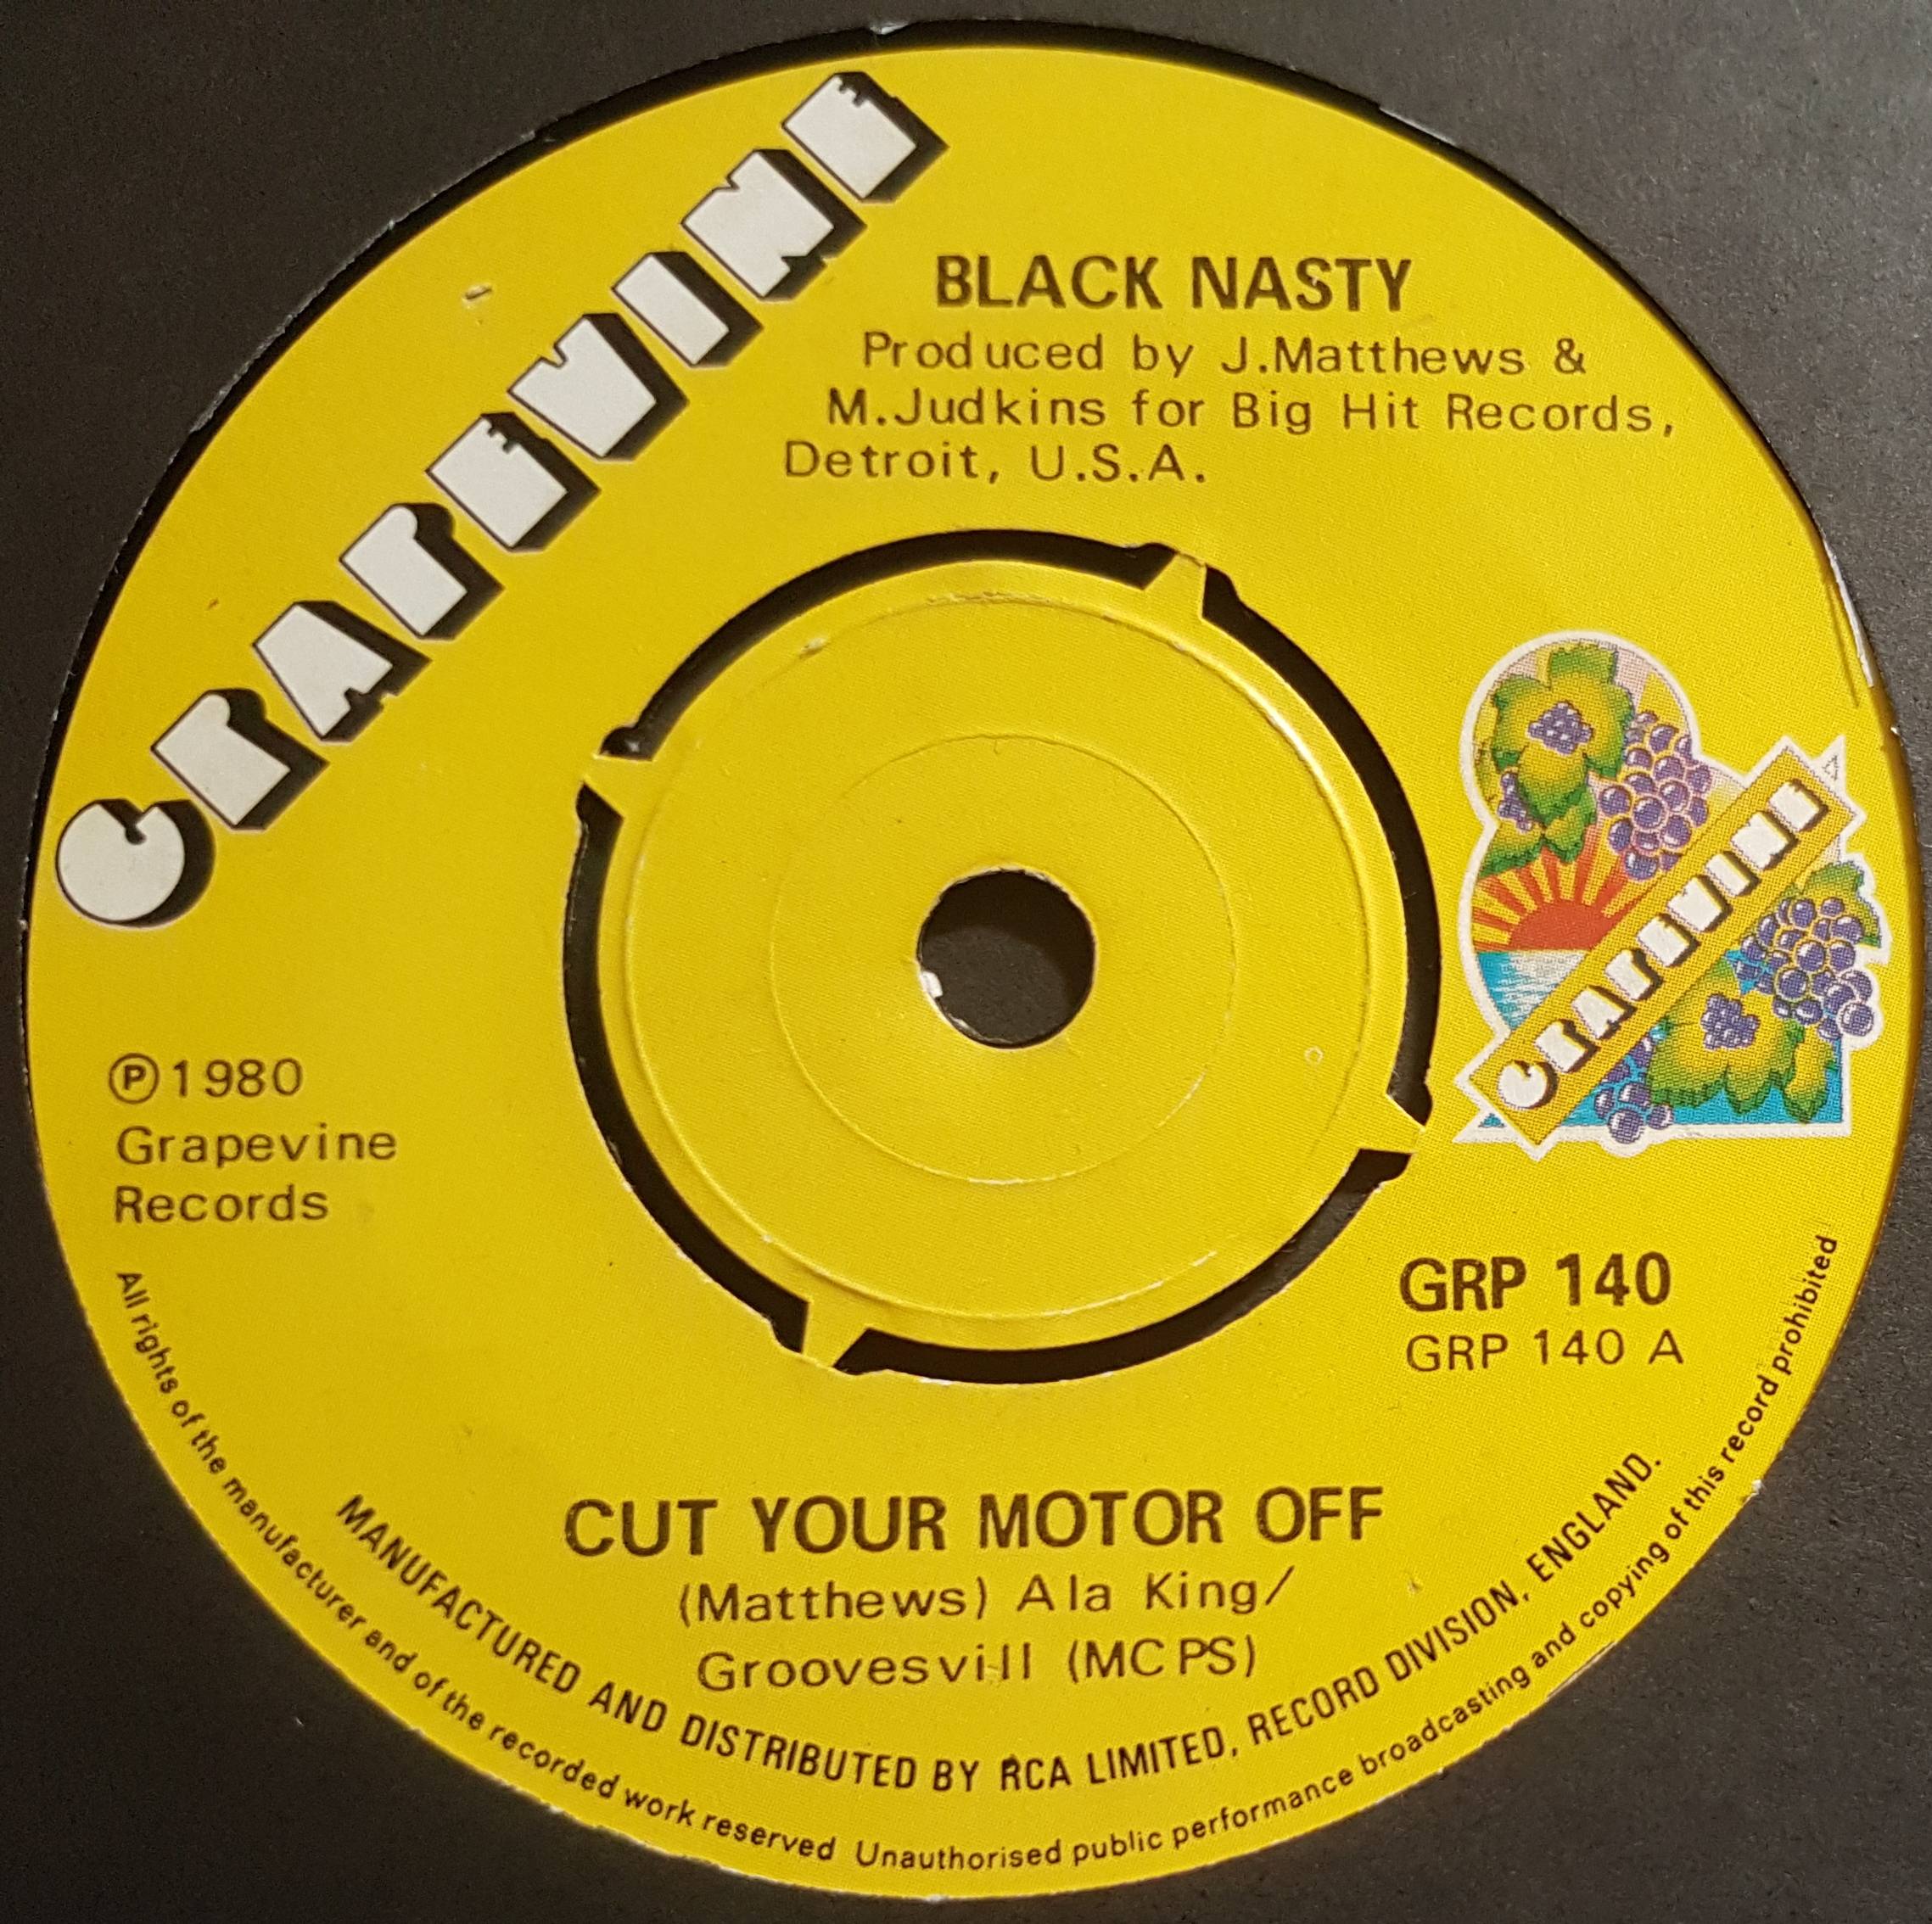 GRAPEVINE
BLACK NASTY
Produced by J.Matthews &
M.Judkins for Big Hit Records,
Detroit, U.S.A.
GRAPEVINE
℗1980
Grapevine
Records
GRP 140
GRP 140 A
CUT YOUR MOTOR OFF
(Matthews) Ala King/
Groovesvill (MCPS)
MANUFACTURED AND DISTRIBUTED BY RCA LIMITED, RECORD DIVISION, ENGLAND.
All rights of the manufacturer and of the recorded work reserved Unauthorised public performance broadcasting and copying of this record prohibited